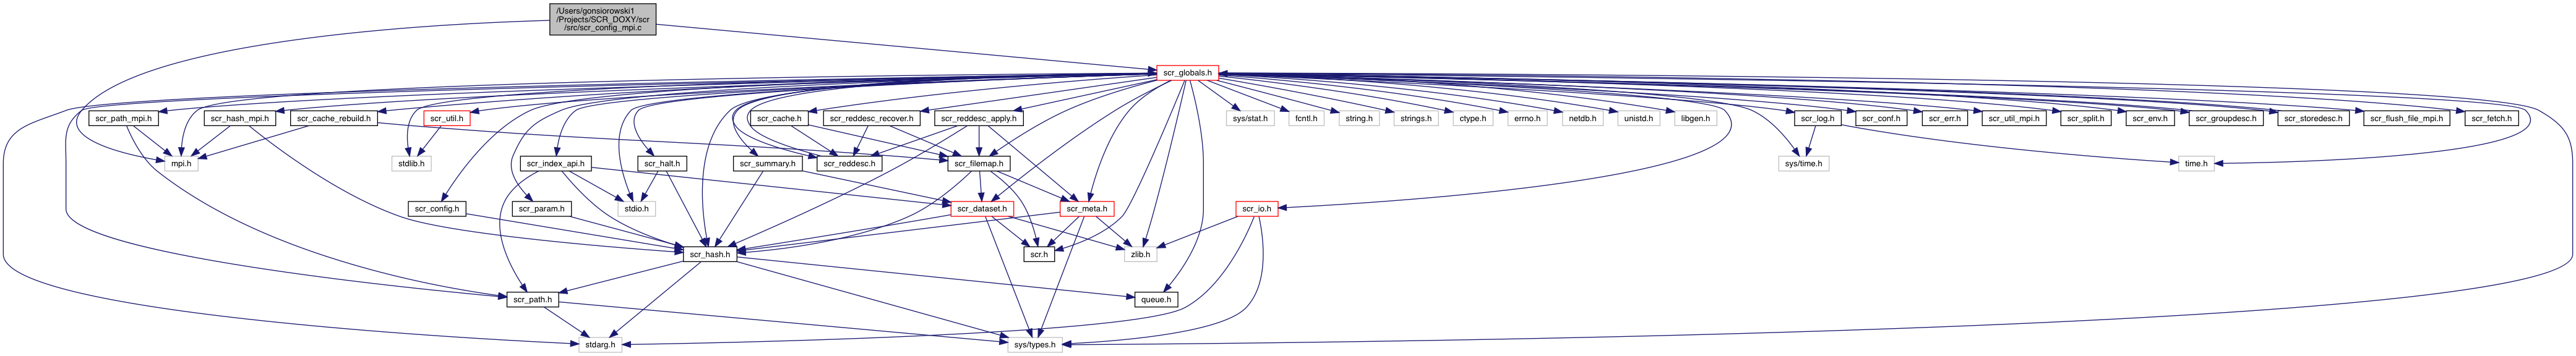 /Users/gonsiorowski1
/Projects/SCR_DOXY/scr
/src/scr_config_mpi.c
scr_globals.h
scr_path_mpi.h
scr_hash_mpi.h
scr_cache_rebuild.h
scr_util.h
scr_cache.h
scr_reddesc_recover.h
scr_reddesc_apply.h
sys/stat.h
fcntl.h
string.h
strings.h
ctype.h
errno.h
netdb.h
unistd.h
libgen.h
scr_log.h
scr_conf.h
scr_err.h
scr_util_mpi.h
scr_split.h
scr_env.h
scr_groupdesc.h
scr_storedesc.h
scr_flush_file_mpi.h
scr_fetch.h
mpi.h
stdlib.h
scr_index_api.h
scr_halt.h
scr_summary.h
scr_reddesc.h
scr_filemap.h
sys/time.h
time.h
scr_config.h
scr_param.h
stdio.h
scr_dataset.h
scr_meta.h
scr_io.h
scr_hash.h
scr.h
zlib.h
scr_path.h
queue.h
stdarg.h
sys/types.h